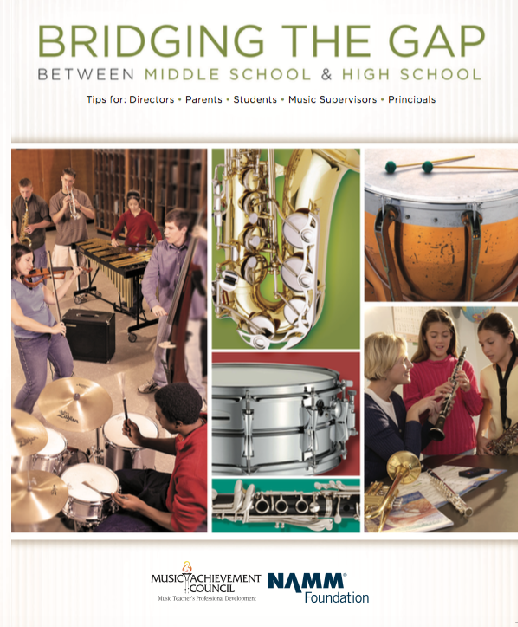 BRIDGING THE GAP
BETWEEN MIDDLE SCHOOL & HIGH SCHOOL
Tips for: Directors • Parents • Students • Music Supervisors • Principals
MUSIC ACHIEVEMENT
COUNCIL
Music Teacher's Professional Development
NAMM®
Foundation